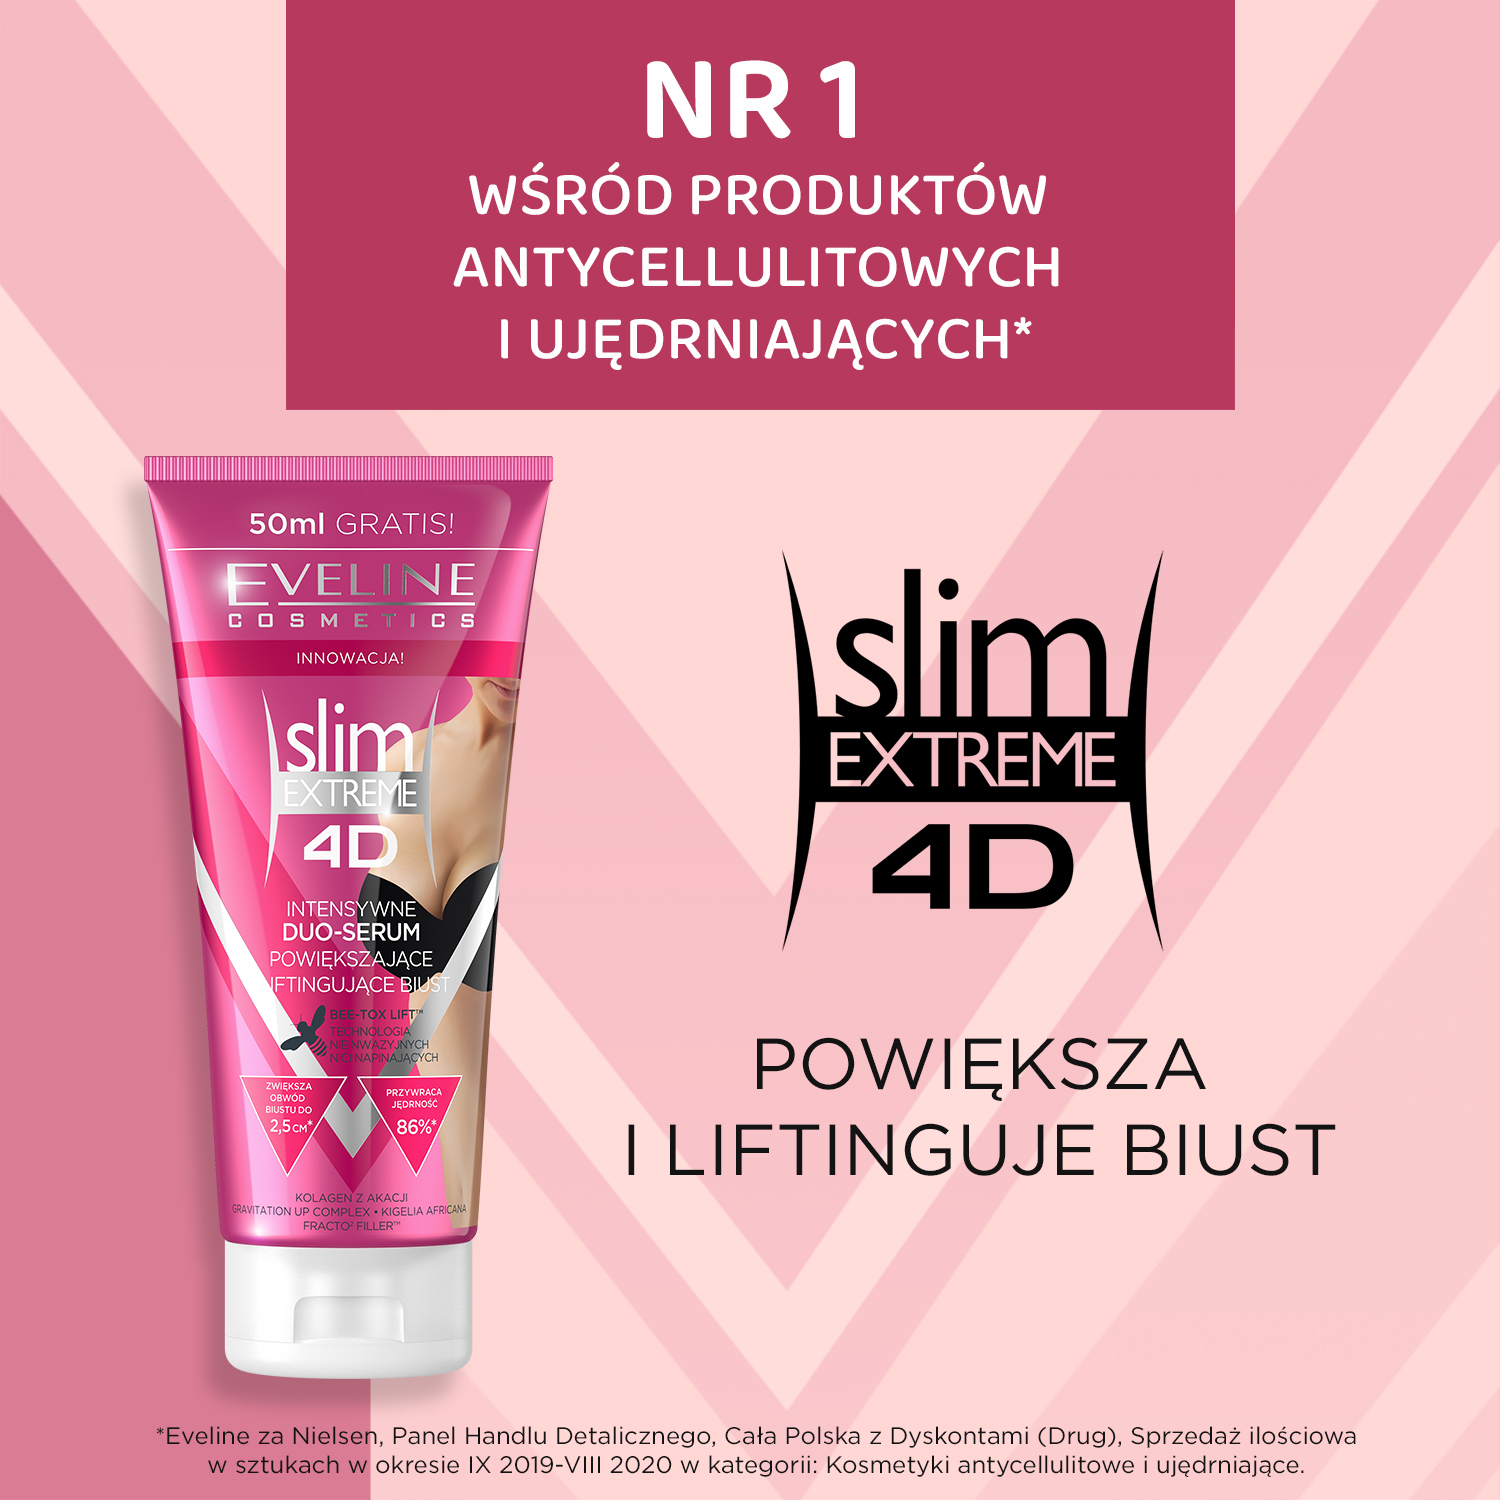 NR 1
WŚRÓD PRODUKTÓW
ANTYCELLULITOWYCH
I UJĘDRNIAJĄCYCH*
50ml GRATIS!
EVELINE
COSMETICS
INNOWACJA!
slim
EXTREME
4D
INTENSYWNE
DUO-SERUM
POWIĘKSZAJĄCE
LIFTINGUJĄCE BIUST
BEE-TOX LIFT™
TECHNOLOGIA
NIEINWAZYJNYCH
NICI NAPINAJĄCYCH
ZWIĘKSZA
OBWÓD
BIUSTU DO
2,5 CM*
PRZYWRACA
JĘDRNOŚĆ
86%*
KOLAGEN Z AKACJI
GRAVITATION UP COMPLEX • KIGELIA AFRICANA
FRACTO² FILLER™
slim
EXTREME
4D
POWIĘKSZA
I LIFTINGUJE BIUST
*Eveline za Nielsen, Panel Handlu Detalicznego, Cała Polska z Dyskontami (Drug), Sprzedaż ilościowa
w sztukach w okresie IX 2019-VIII 2020 w kategorii: Kosmetyki antycellulitowe i ujędrniające.